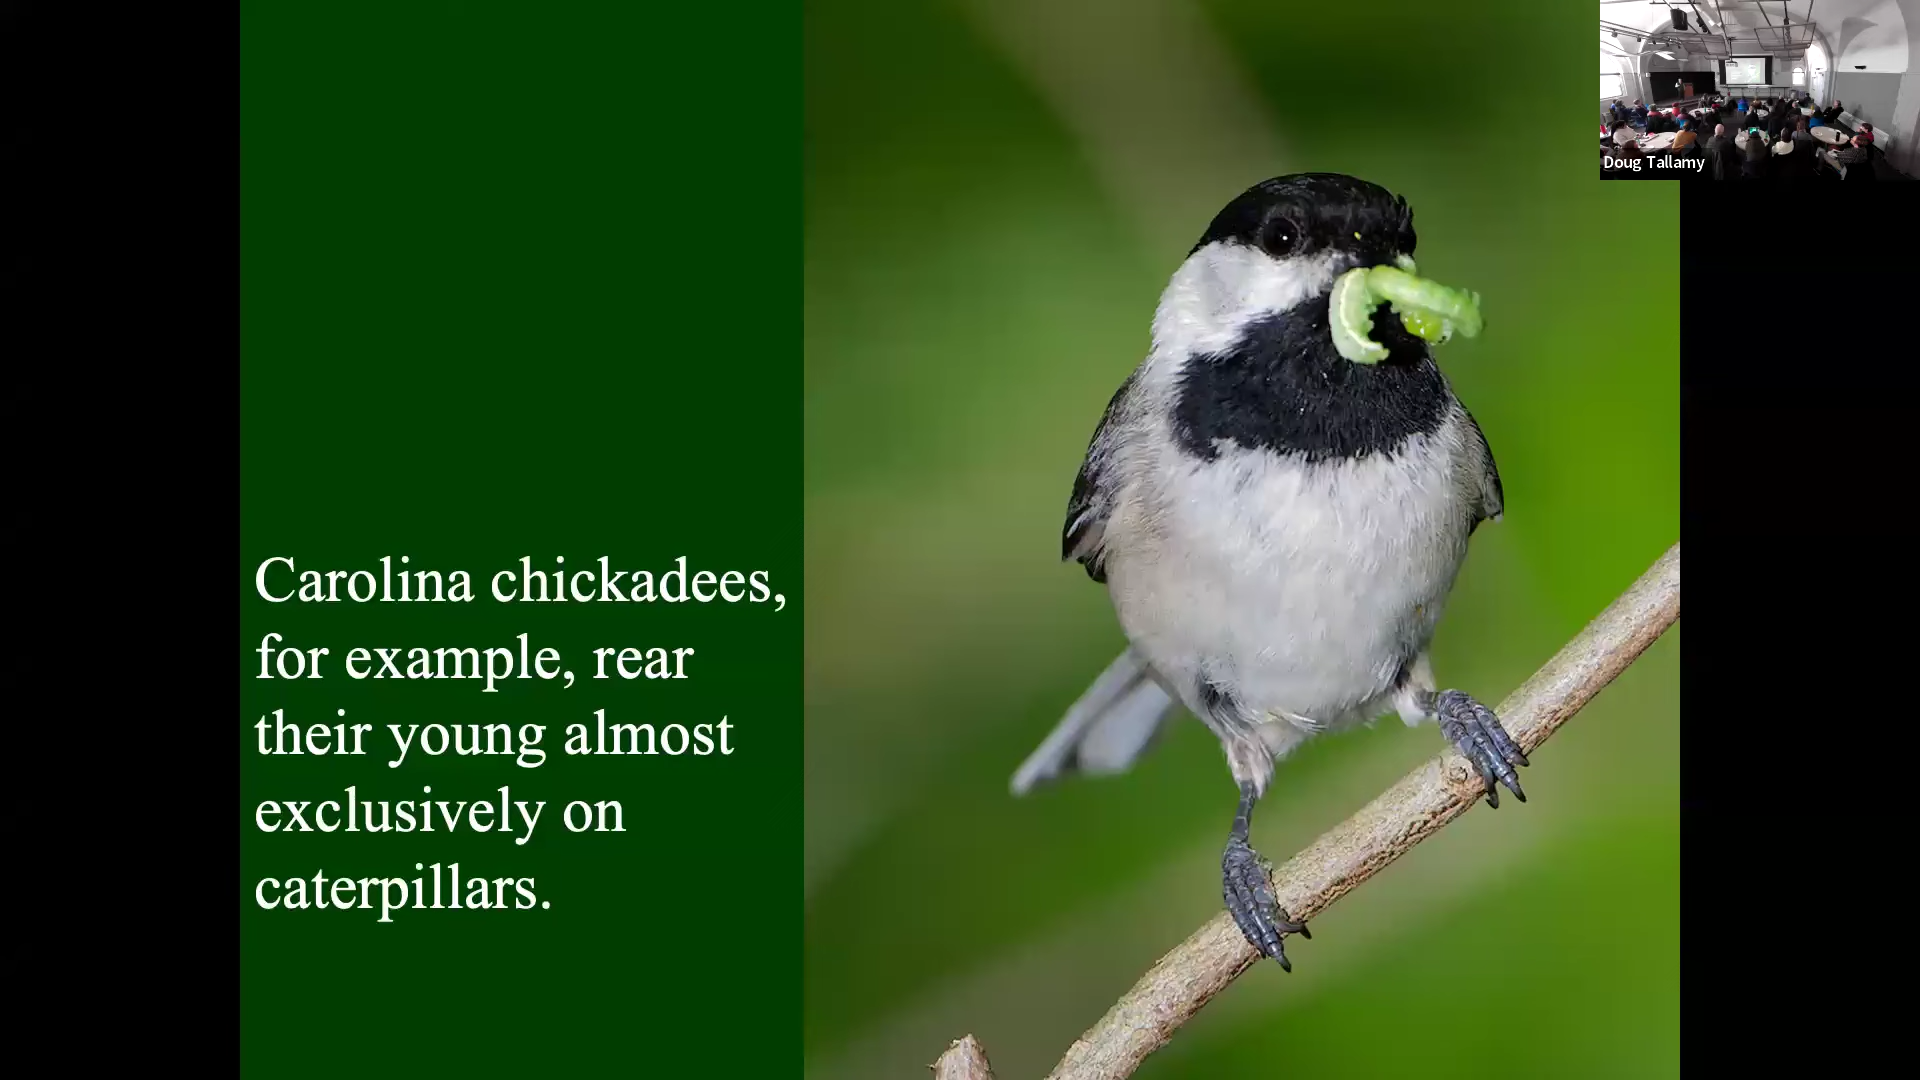 Doug Tallamy
Carolina chickadees,
for example, rear
their young almost
exclusively on
caterpillars.